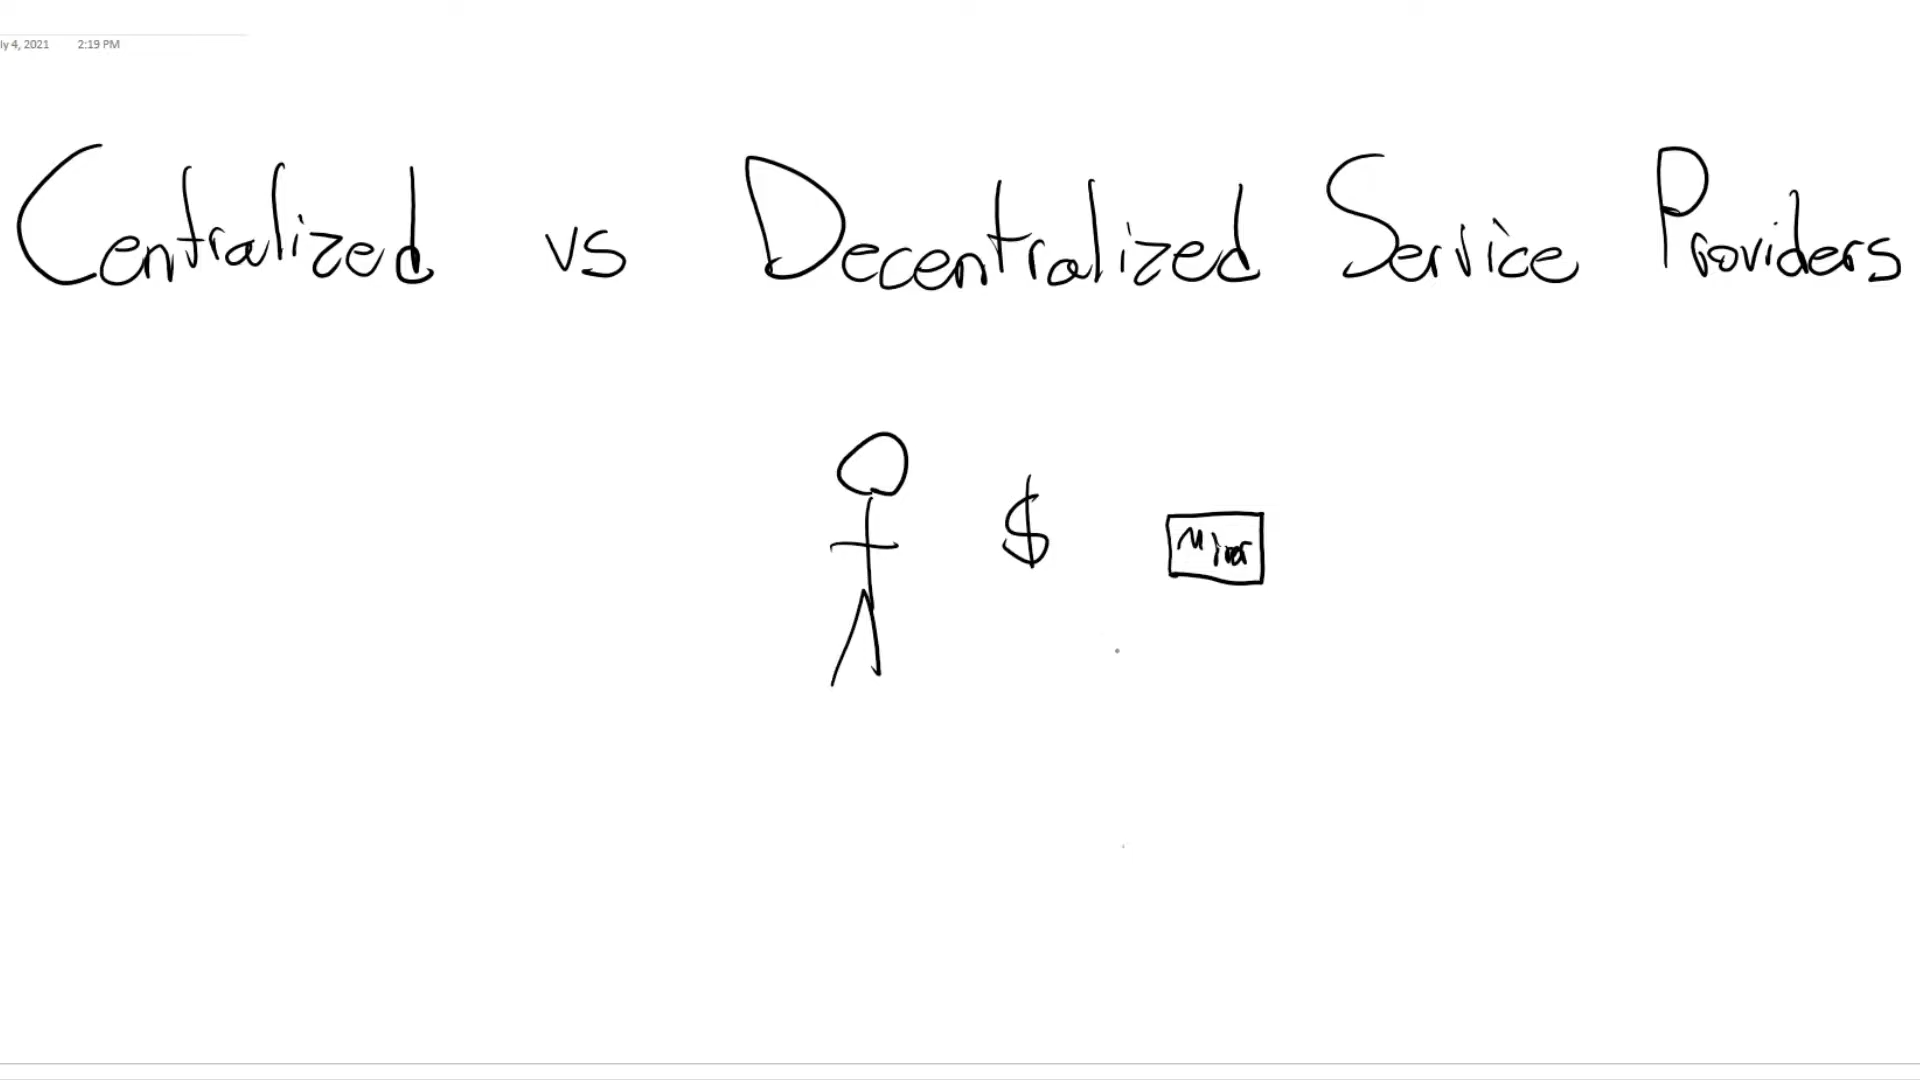 ly 4, 2021 2:19 PM
Centralized vs Decentralized Service Providers
$